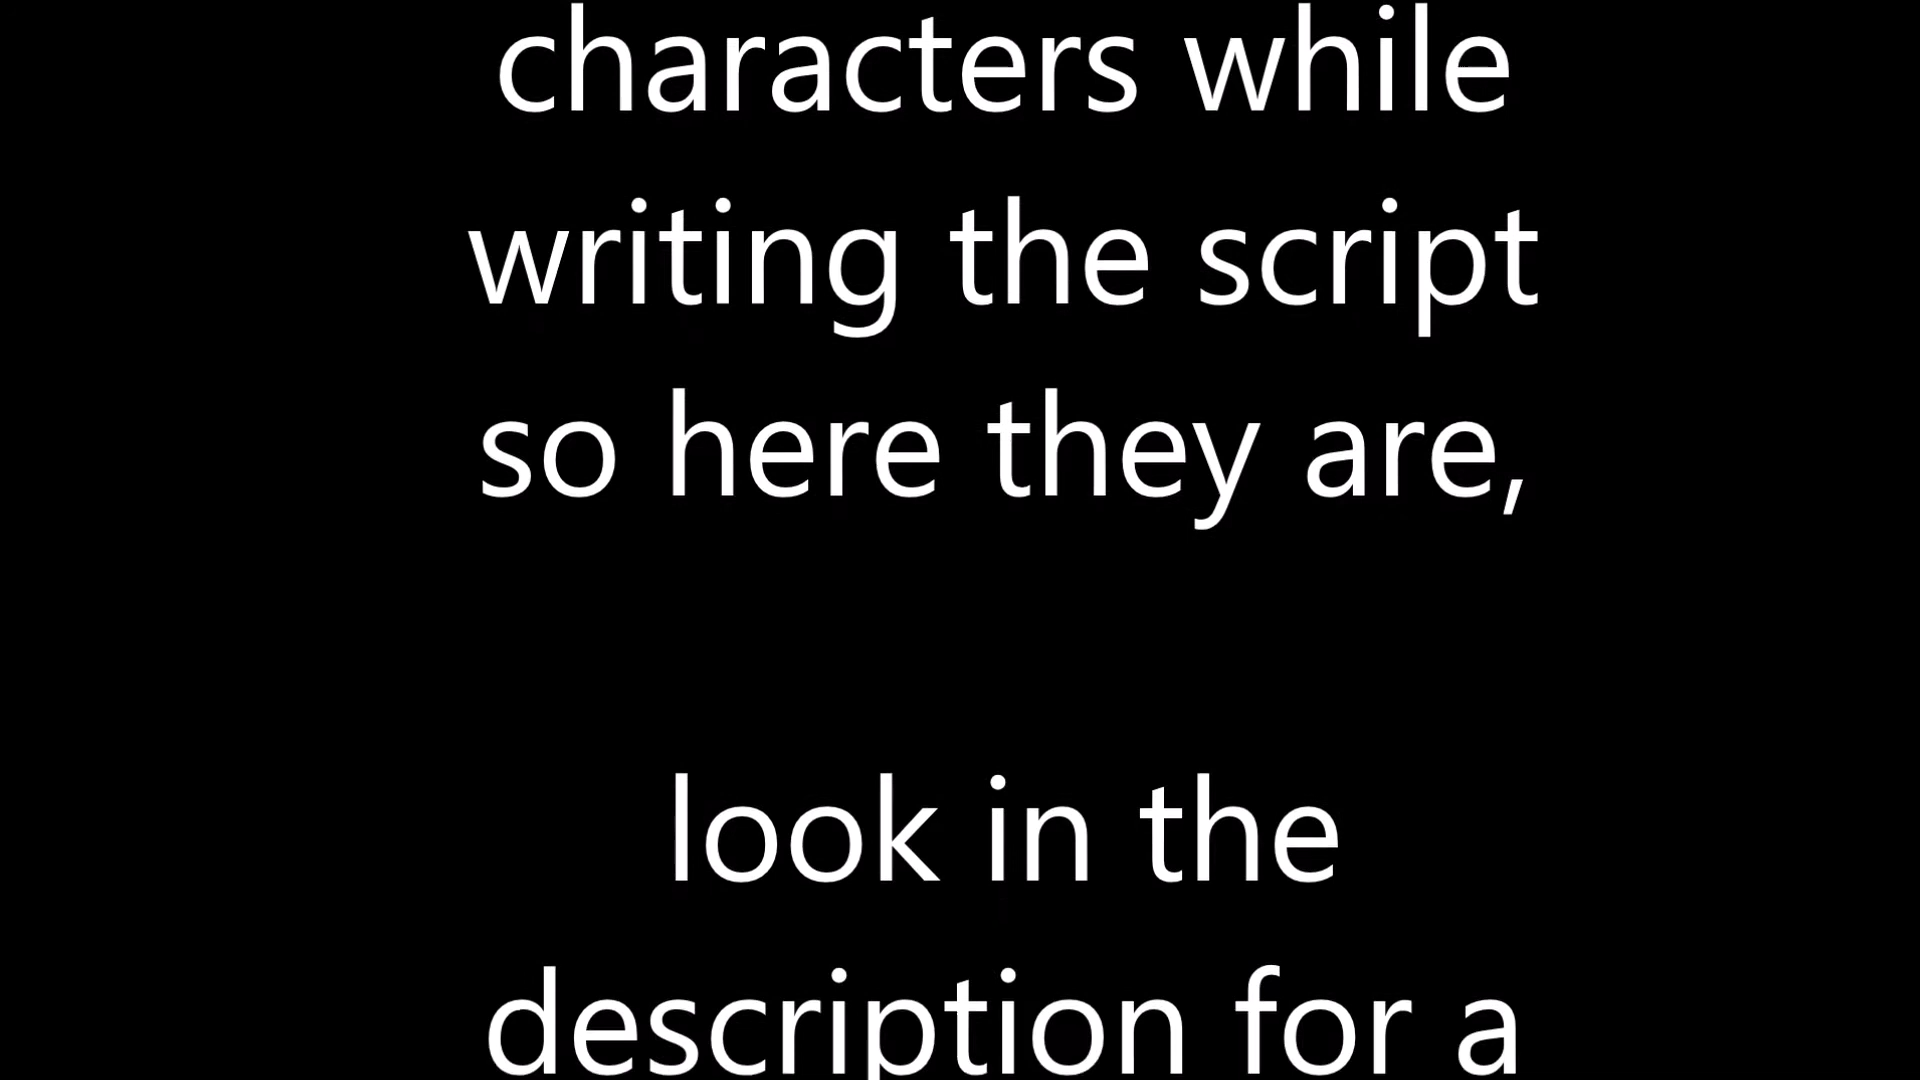 characters while
writing the script
so here they are,
look in the
description for a